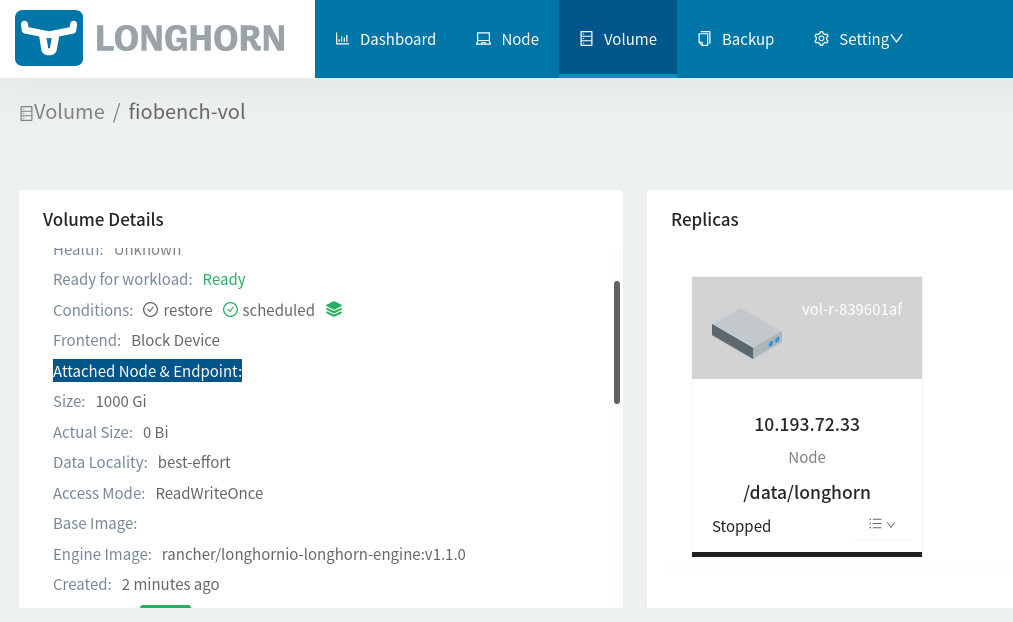 LONGHORN
Dashboard
Node
Volume
Backup
Setting
Volume / fiobench-vol
Volume Details
Health: Unknown
Ready for workload: Ready
Conditions: restore scheduled
Frontend: Block Device
Attached Node & Endpoint:
Size: 1000 Gi
Actual Size: 0 Bi
Data Locality: best-effort
Access Mode: ReadWriteOnce
Base Image:
Engine Image: rancher/longhornio-longhorn-engine:v1.1.0
Created: 2 minutes ago
Replicas
vol-r-839601af
10.193.72.33
Node
/data/longhorn
Stopped